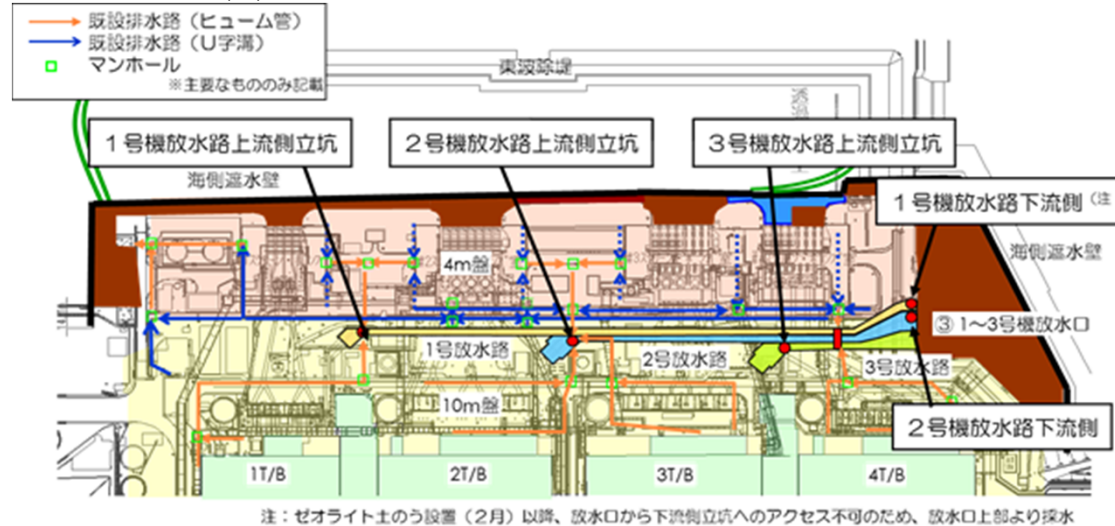 既設排水路（ヒューム管）
既設排水路（U字溝）
マンホール
※主要なもののみ記載
東波除堤
1号機放水路上流側立坑
2号機放水路上流側立坑
3号機放水路上流側立坑
海側遮水壁
1号機放水路下流側（注
海側遮水壁
4m盤
③ 1～3号機放水口
1号放水路
2号放水路
3号放水路
10m盤
2号機放水路下流側
1T/B
2T/B
3T/B
4T/B
注：ゼオライト土のう設置（2月）以降、放水口から下流側立坑へのアクセス不可のため、放水口上部より採水